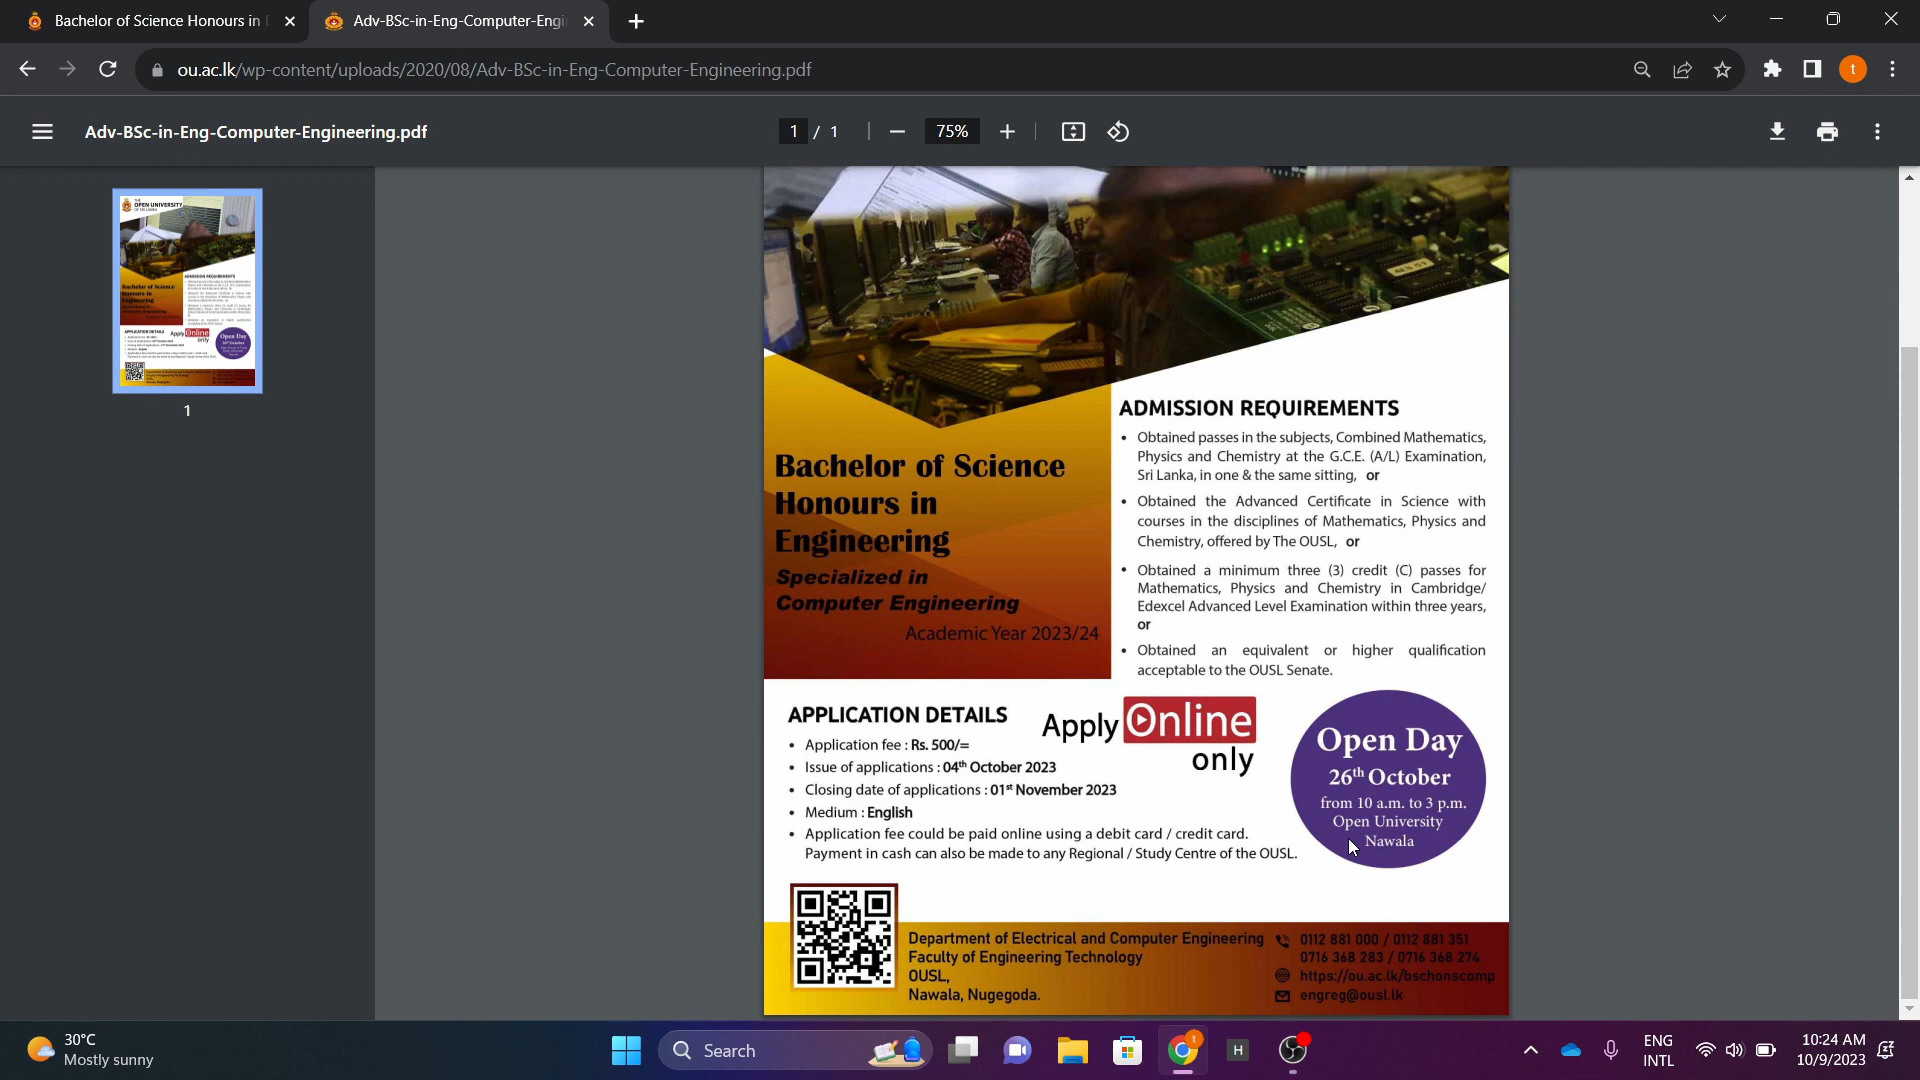 Bachelor of Science Honours in
Adv-BSc-in-Eng-Computer-Engi
ou.ac.lk/wp-content/uploads/2020/08/Adv-BSc-in-Eng-Computer-Engineering.pdf
t
Adv-BSc-in-Eng-Computer-Engineering.pdf
1 / 1
75%
THE
OPEN UNIVERSITY
OF SRI LANKA
1
ADMISSION REQUIREMENTS
• Obtained passes in the subjects, Combined Mathematics,
Physics and Chemistry at the G.C.E. (A/L) Examination,
Sri Lanka, in one & the same sitting, or
• Obtained the Advanced Certificate in Science with
courses in the disciplines of Mathematics, Physics and
Chemistry, offered by The OUSL, or
• Obtained a minimum three (3) credit (C) passes for
Mathematics, Physics and Chemistry in Cambridge/
Edexcel Advanced Level Examination within three years,
or
• Obtained an equivalent or higher qualification
acceptable to the OUSL Senate.
Bachelor of Science
Honours in
Engineering
Specialized in
Computer Engineering
Academic Year 2023/24
APPLICATION DETAILS
• Application fee : Rs. 500/=
• Issue of applications : 04th October 2023
• Closing date of applications : 01st November 2023
• Medium : English
• Application fee could be paid online using a debit card / credit card.
Payment in cash can also be made to any Regional / Study Centre of the OUSL.
Apply Online
only
Open Day
26th October
from 10 a.m. to 3 p.m.
Open University
Nawala
Department of Electrical and Computer Engineering
Faculty of Engineering Technology
OUSL,
Nawala, Nugegoda.
0112 881 000 / 0112 881 351
0716 368 283 / 0716 368 274
https://ou.ac.lk/bschonscomp
engreg@ousl.lk
30°C
Mostly sunny
Search
H
ENG
INTL
10:24 AM
10/9/2023